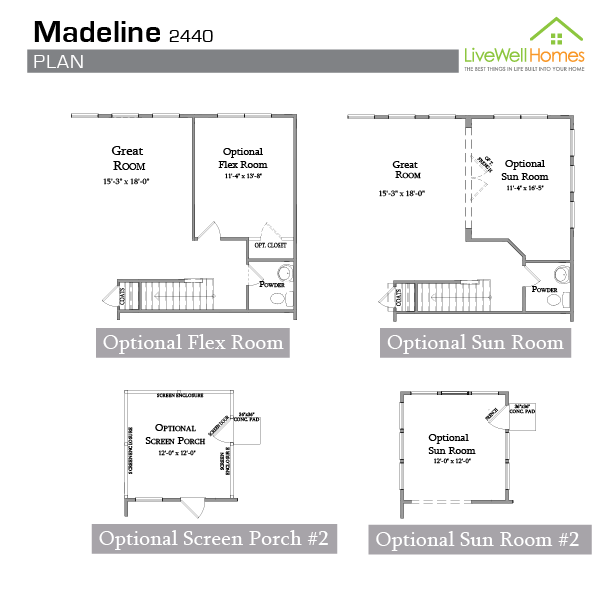 Madeline 2440
PLAN
LiveWellHomes
THE BEST THINGS IN LIFE BUILT INTO YOUR HOME
Great
ROOM
15'-3" x 18'-0"
Optional
Flex Room
11'-4" x 13'-8"
OPT. CLOSET
POWDER
COATS
Optional Flex Room
Great
ROOM
15'-3" x 18'-0"
OPT.
FRENCH
Optional
Sun Room
11'-4" x 16'-5"
POWDER
COATS
Optional Sun Room
SCREEN ENCLOSURE
SCREEN ENCLOSURE
OPTIONAL
SCREEN PORCH
12'-0" x 12'-0"
SCREEN DOOR
36"x36"
CONC. PAD
SCREEN
ENCLOSURE
Optional Screen Porch #2
Optional
Sun Room
12'-0" x 12'-0"
FRENCH
36"x36"
CONC. PAD
Optional Sun Room #2